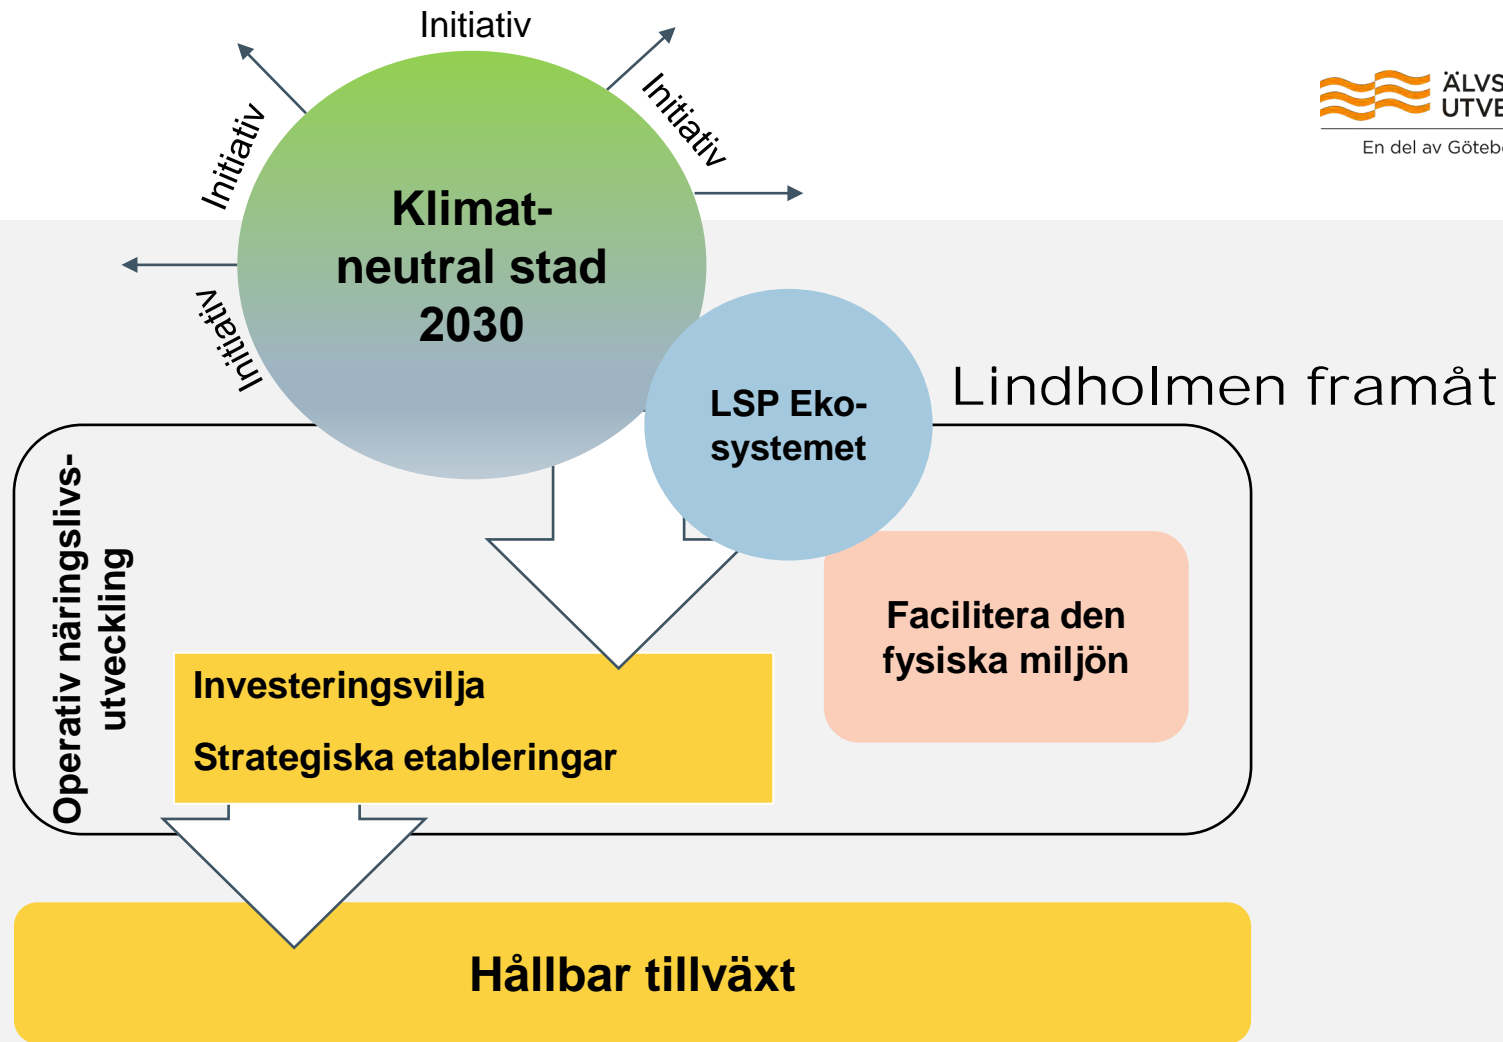 Initiativ
Initiativ
Initiativ
Initiativ
Klimat-
neutral stad
2030
LSP Eko-
systemet
Lindholmen framåt
Operativ näringslivs-
utveckling
Facilitera den
fysiska miljön
Investeringsvilja
Strategiska etableringar
Hållbar tillväxt
En del av